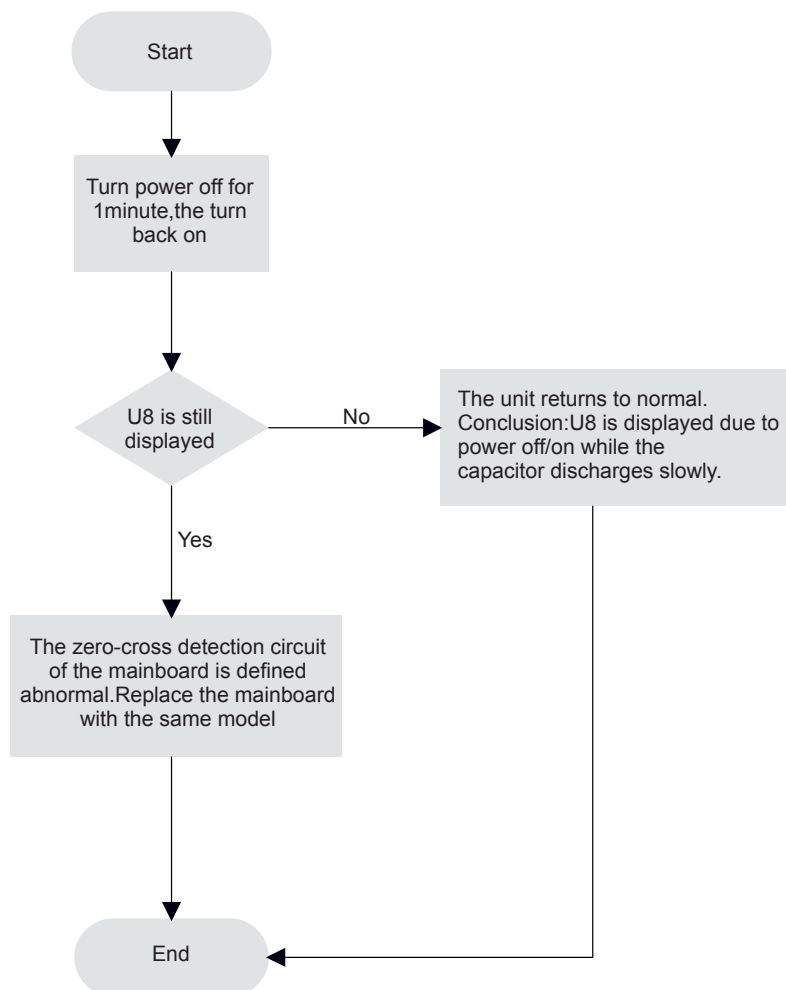 Start
Turn power off for
1minute,the turn
back on
U8 is still
displayed
No
The unit returns to normal.
Conclusion:U8 is displayed due to
power off/on while the
capacitor discharges slowly.
Yes
The zero-cross detection circuit
of the mainboard is defined
abnormal.Replace the mainboard
with the same model
End